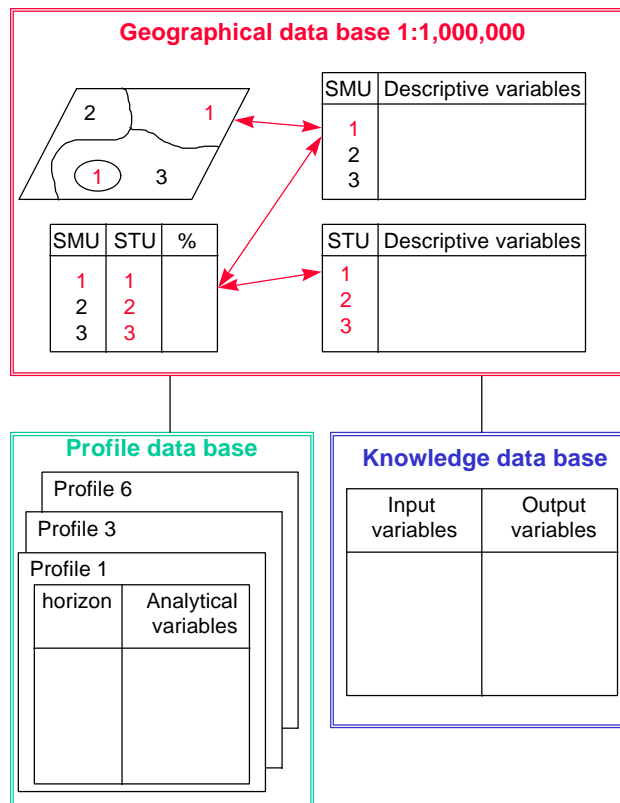 Geographical data base 1:1,000,000
2
1
1
3
SMU Descriptive variables
1
2
3
SMU STU %
1 1
2 2
3 3
STU Descriptive variables
1
2
3
Profile data base
Profile 6
Profile 3
Profile 1
horizon Analytical
variables
Knowledge data base
Input Output
variables variables